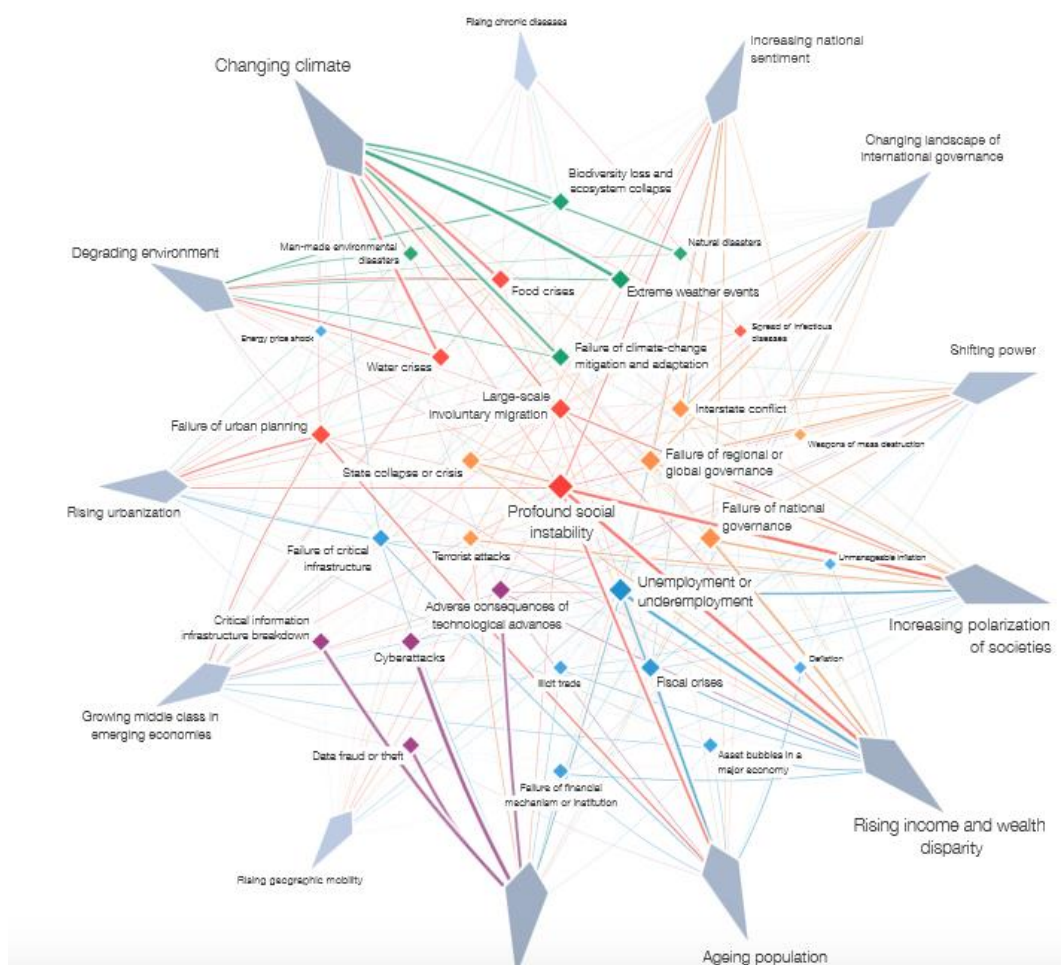 Rising chronic diseases
Increasing national
sentiment
Changing climate
Changing landscape of
international governance
Biodiversity loss and
ecosystem collapse
Degrading environment
Man-made environmental
disasters
Natural disasters
Food crises
Extreme weather events
Energy price shock
Spread of infectious
diseases
Water crises
Failure of climate-change
mitigation and adaptation
Shifting power
Large-scale
involuntary migration
Interstate conflict
Failure of urban planning
Weapons of mass destruction
State collapse or crisis
Failure of regional or
global governance
Rising urbanization
Profound social
instability
Failure of national
governance
Failure of critical
infrastructure
Terrorist attacks
Unmanageable inflation
Unemployment or
underemployment
Adverse consequences of
technological advances
Increasing polarization
of societies
Critical information
infrastructure breakdown
Cyberattacks
Illicit trade
Fiscal crises
Deflation
Growing middle class in
emerging economies
Data fraud or theft
Asset bubbles in a
major economy
Failure of financial
mechanism or institution
Rising income and wealth
disparity
Rising geographic mobility
Ageing population